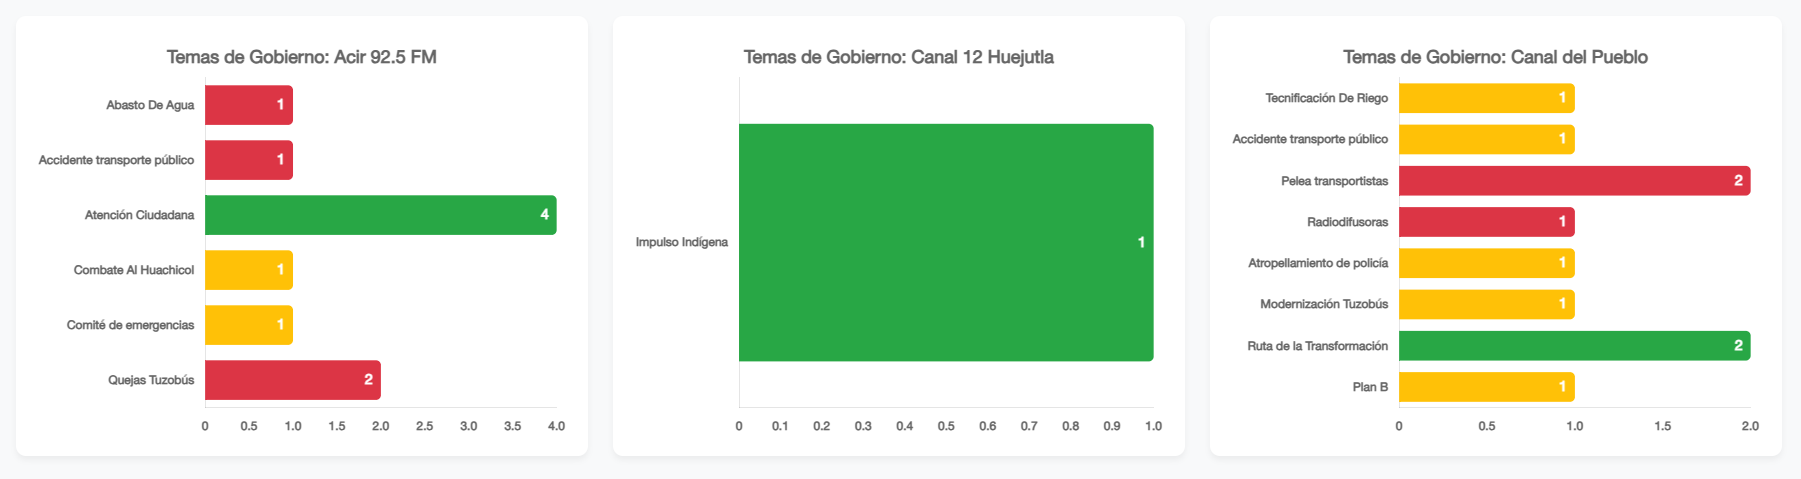 Temas de Gobierno: Acir 92.5 FM
Abasto De Agua 1
Accidente transporte público 1
Atención Ciudadana 4
Combate Al Huachicol 1
Comité de emergencias 1
Quejas Tuzobús 2
0 0.5 1.0 1.5 2.0 2.5 3.0 3.5 4.0
Temas de Gobierno: Canal 12 Huejutla
Impulso Indígena 1
0 0.1 0.2 0.3 0.4 0.5 0.6 0.7 0.8 0.9 1.0
Temas de Gobierno: Canal del Pueblo
Tecnificación De Riego 1
Accidente transporte público 1
Pelea transportistas 2
Radiodifusoras 1
Atropellamiento de policía 1
Modernización Tuzobús 1
Ruta de la Transformación 2
Plan B 1
0 0.5 1.0 1.5 2.0